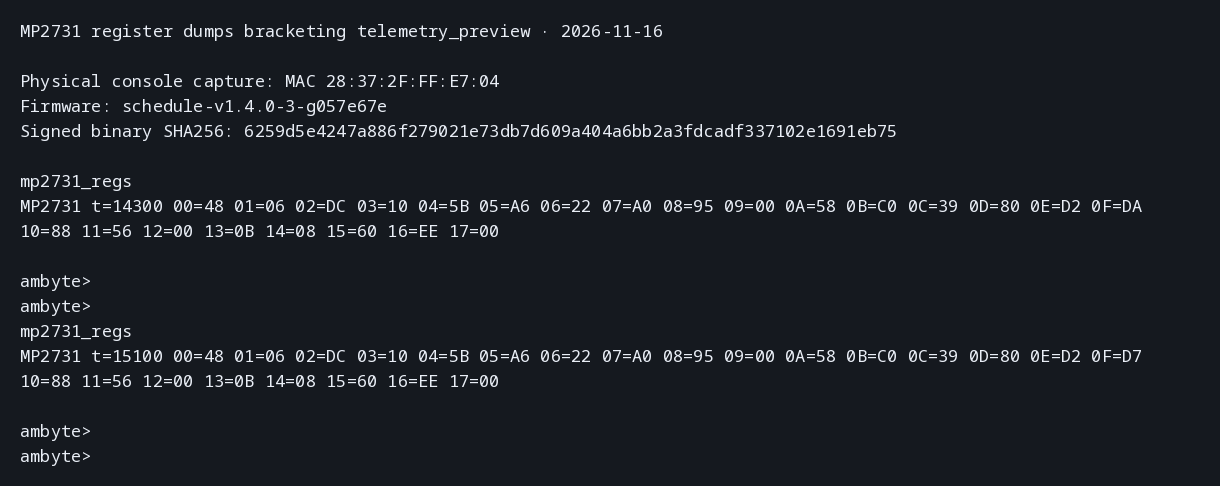 MP2731 register dumps bracketing telemetry_preview · 2026-11-16
Physical console capture: MAC 28:37:2F:FF:E7:04
Firmware: schedule-v1.4.0-3-g057e67e
Signed binary SHA256: 6259d5e4247a886f279021e73db7d609a404a6bb2a3fdcadf337102e1691eb75
mp2731_regs
MP2731 t=14300 00=48 01=06 02=DC 03=10 04=5B 05=A6 06=22 07=A0 08=95 09=00 0A=58 0B=C0 0C=39 0D=80 0E=D2 0F=DA
10=88 11=56 12=00 13=0B 14=08 15=60 16=EE 17=00
ambyte>
ambyte>
mp2731_regs
MP2731 t=15100 00=48 01=06 02=DC 03=10 04=5B 05=A6 06=22 07=A0 08=95 09=00 0A=58 0B=C0 0C=39 0D=80 0E=D2 0F=D7
10=88 11=56 12=00 13=0B 14=08 15=60 16=EE 17=00
ambyte>
ambyte>